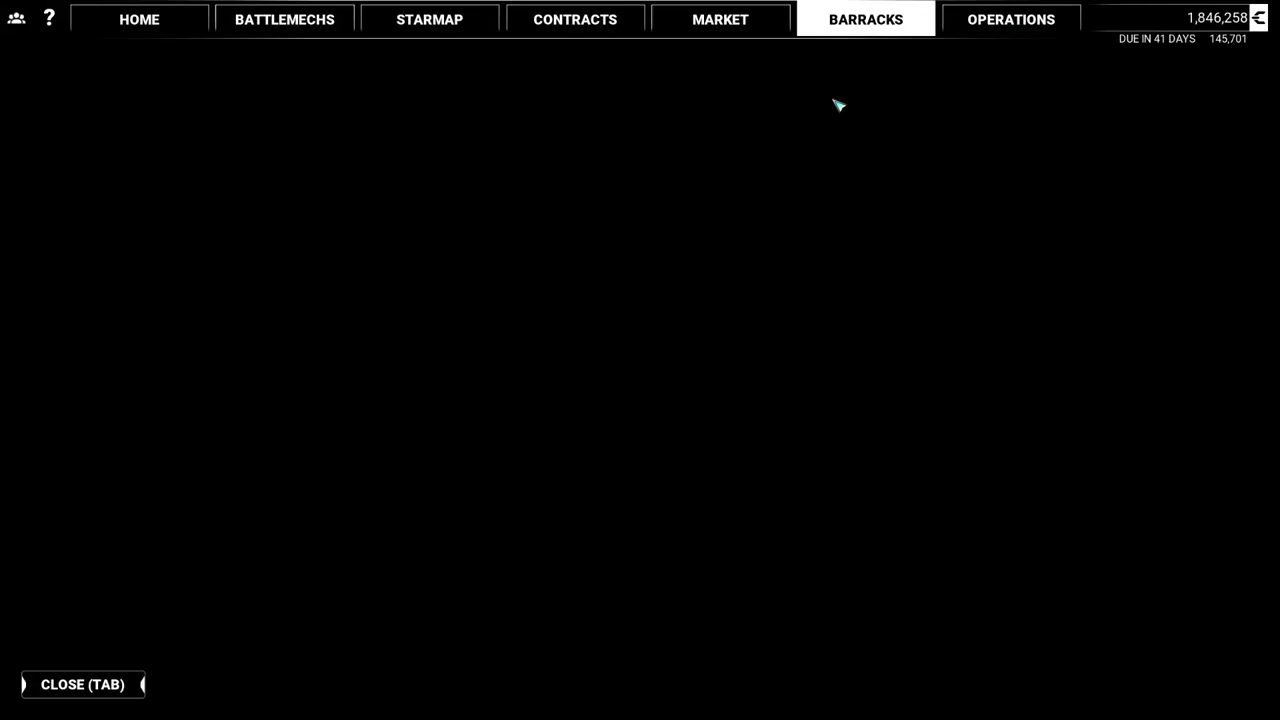 ? HOME BATTLEMECHS STARMAP CONTRACTS MARKET BARRACKS OPERATIONS 1,846,258
DUE IN 41 DAYS 145,701
CLOSE (TAB)